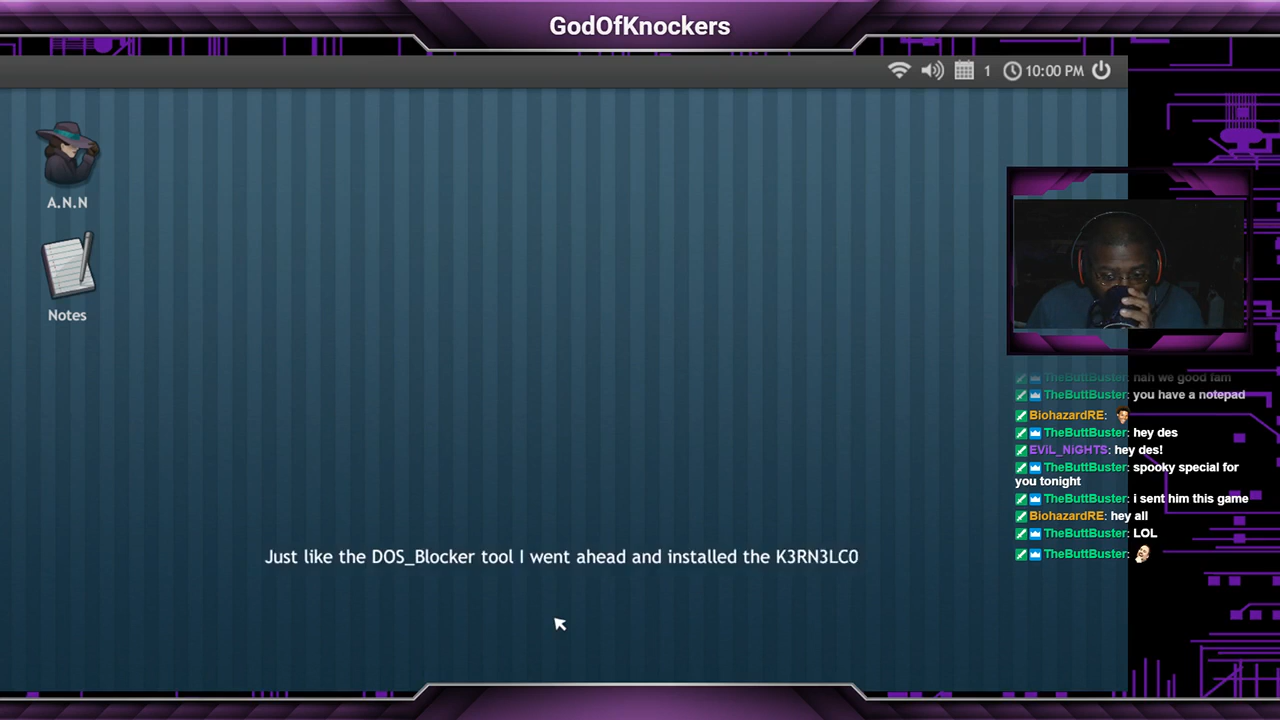 GodOfKnockers
1 10:00 PM
A.N.N
Notes
Just like the DOS_Blocker tool I went ahead and installed the K3RN3LC0
TheButtBuster: nah we good fam
TheButtBuster: you have a notepad
BiohazardRE:
TheButtBuster: hey des
EViL_NiGHTS: hey des!
TheButtBuster: spooky special for
you tonight
TheButtBuster: i sent him this game
BiohazardRE: hey all
TheButtBuster: LOL
TheButtBuster: